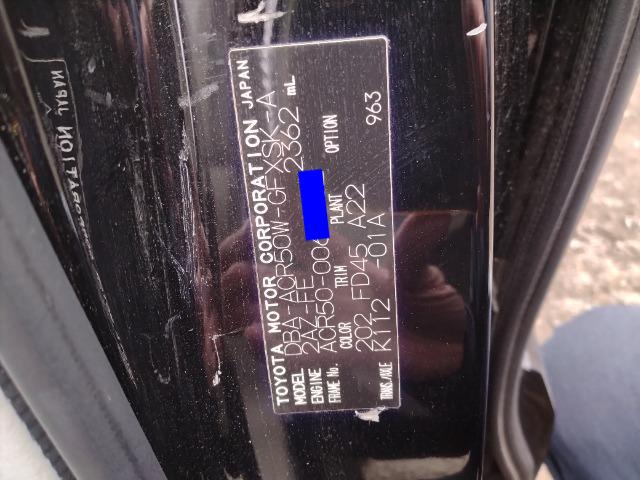 TOYOTA MOTOR CORPORATION JAPAN
MODEL DBA-ACR50W-GFXSK-A
ENGINE 2AZ-FE 2362 mL
FRAME No. ACR50-006
COLOR TRIM PLANT OPTION
202 FD45 A22 963
TRANS./AXLE K112 -01A